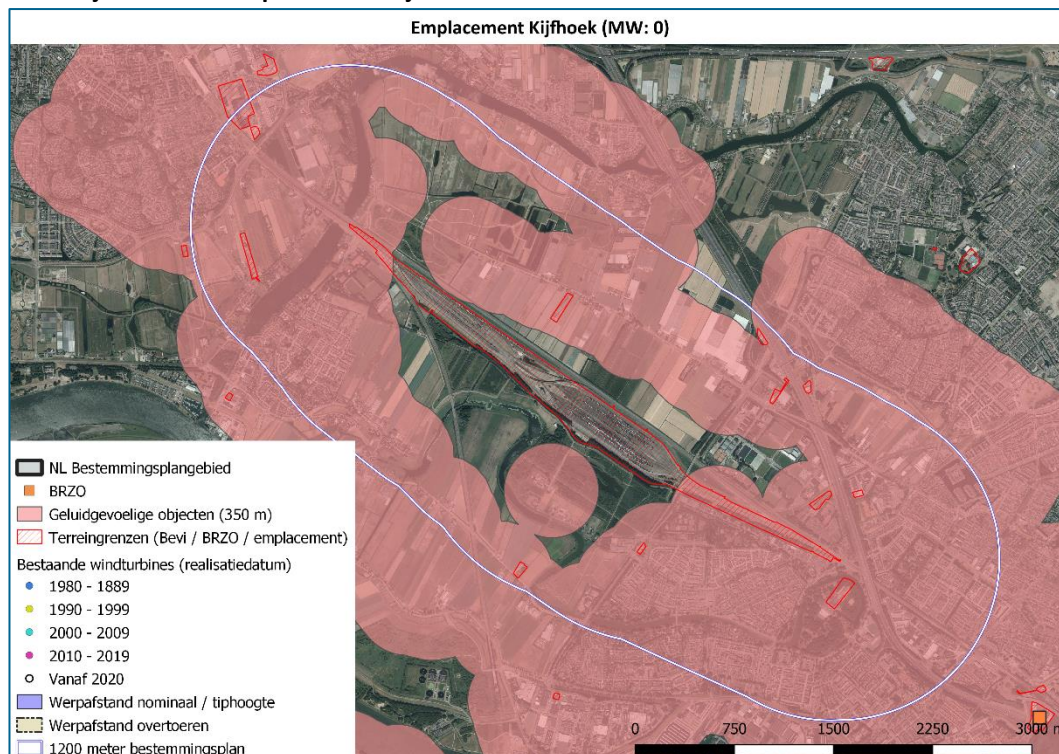 Emplacement Kijfhoek (MW: 0)
NL Bestemmingsplangebied
BRZO
Geluidgevoelige objecten (350 m)
Terreingrenzen (Bevi / BRZO / emplacement)
Bestaande windturbines (realisatiedatum)
1980 - 1889
1990 - 1999
2000 - 2009
2010 - 2019
Vanaf 2020
Werpafstand nominaal / tiphoogte
Werpafstand overtoeren
1200 meter bestemmingsplan
0 750 1500 2250 3000 m